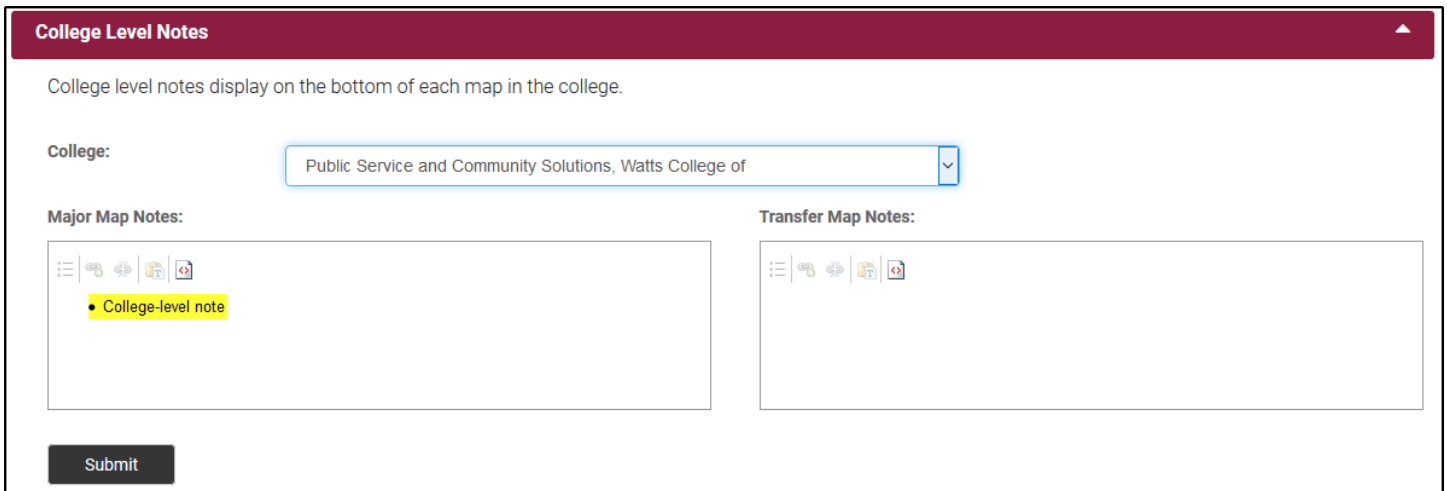 College Level Notes
College level notes display on the bottom of each map in the college.
College:
Public Service and Community Solutions, Watts College of
Major Map Notes:
Transfer Map Notes:
• College-level note
Submit